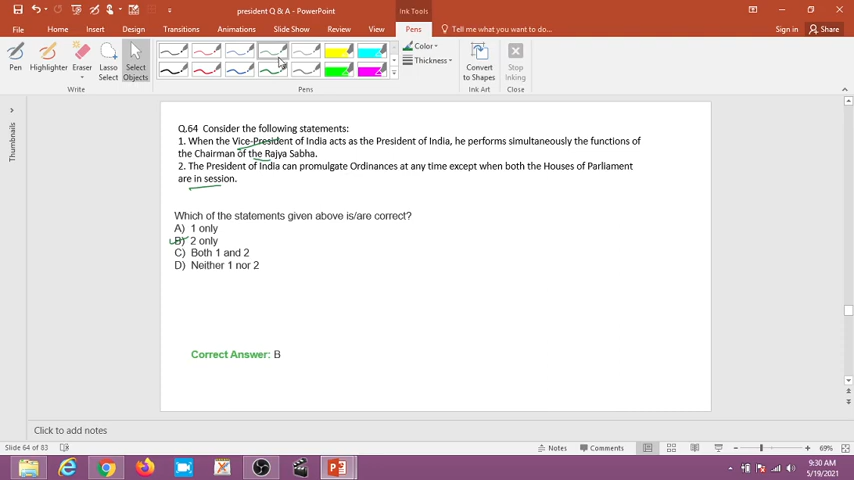 president Q & A - PowerPoint
Ink Tools
Sign in
Share
File
Home
Insert
Design
Transitions
Animations
Slide Show
Review
View
Pens
Tell me what you want to do...
Pen
Highlighter
Eraser
Lasso Select
Select Objects
Color
Thickness
Convert to Shapes
Stop Inking
Write
Pens
Ink Art
Close
Thumbnails
Q.64 Consider the following statements:
1. When the Vice-President of India acts as the President of India, he performs simultaneously the functions of
the Chairman of the Rajya Sabha.
2. The President of India can promulgate Ordinances at any time except when both the Houses of Parliament
are in session.
Which of the statements given above is/are correct?
A) 1 only
B) 2 only
C) Both 1 and 2
D) Neither 1 nor 2
Correct Answer: B
Click to add notes
Slide 64 of 83
Notes
Comments
69%
9:30 AM
5/19/2021